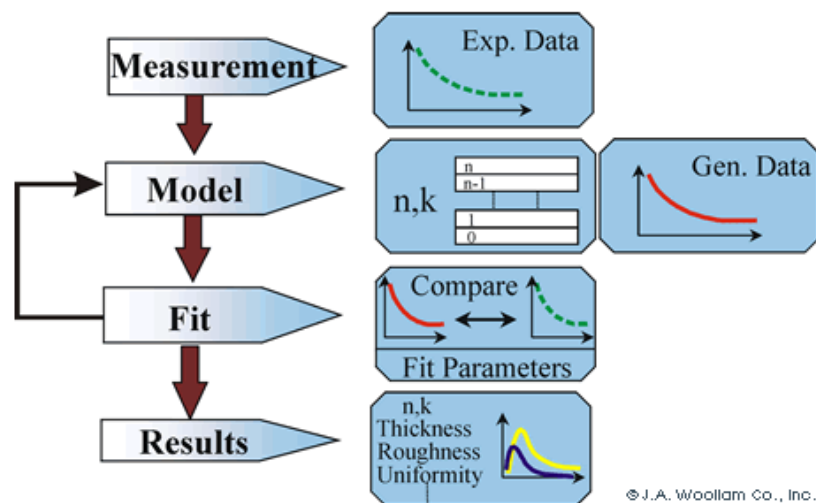 Measurement
Exp. Data
Model
n,k
n
n-1
1
0
Gen. Data
Fit
Compare
Fit Parameters
Results
n,k
Thickness
Roughness
Uniformity
©J.A. Woollam Co., Inc.